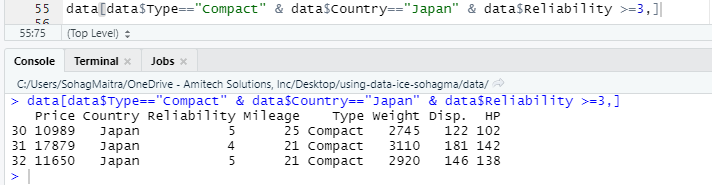 55 data[data$Type=="Compact" & data$Country=="Japan" & data$Reliability >=3,]
56
55:75 (Top Level)
Console Terminal × Jobs ×
C:/Users/SohagMaitra/OneDrive - Amitech Solutions, Inc/Desktop/using-data-ice-sohagma/data/
> data[data$Type=="Compact" & data$Country=="Japan" & data$Reliability >=3,]
Price Country Reliability Mileage Type Weight Disp. HP
30 10989 Japan 5 25 Compact 2745 122 102
31 17879 Japan 4 21 Compact 3110 181 142
32 11650 Japan 5 21 Compact 2920 146 138
>